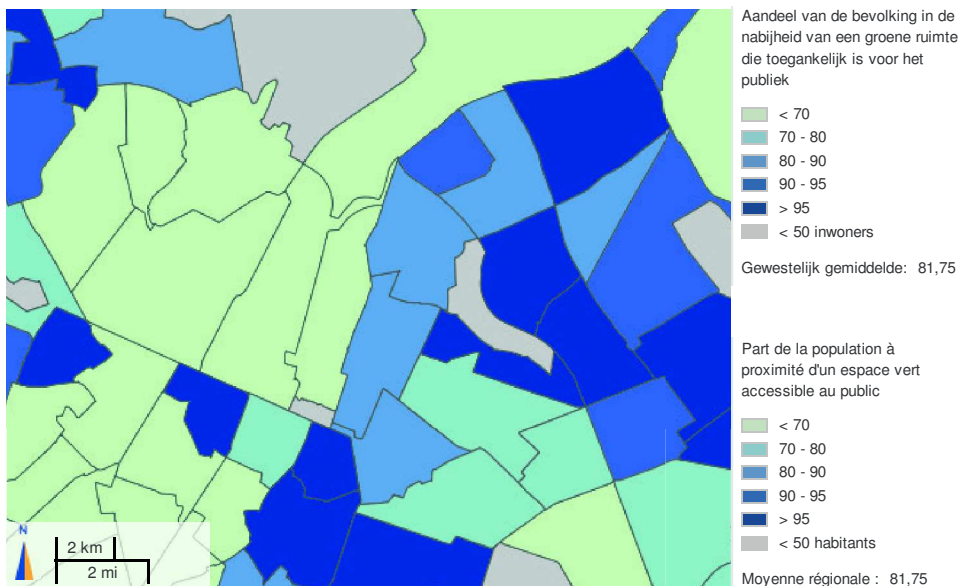 Aandeel van de bevolking in de
nabijheid van een groene ruimte
die toegankelijk is voor het
publiek
< 70
70 - 80
80 - 90
90 - 95
> 95
< 50 inwoners
Gewestelijk gemiddelde: 81,75
Part de la population à
proximité d'un espace vert
accessible au public
< 70
70 - 80
80 - 90
90 - 95
> 95
< 50 habitants
Moyenne régionale : 81,75
N
2 km
2 mi